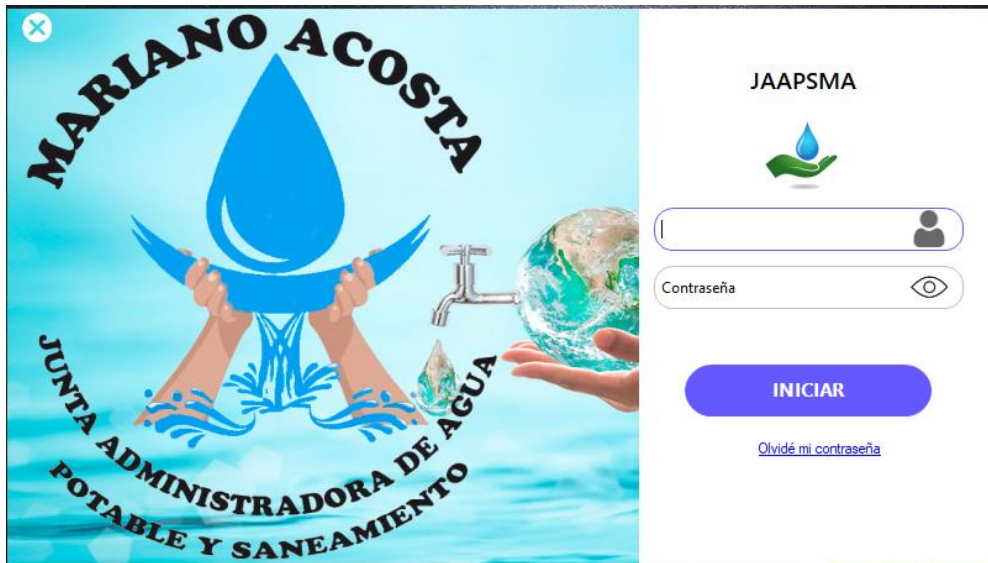 MARIANO ACOSTA
JUNTA ADMINISTRADORA DE AGUA
POTABLE Y SANEAMIENTO
JAAPSMA
Contraseña
INICIAR
Olvidé mi contraseña